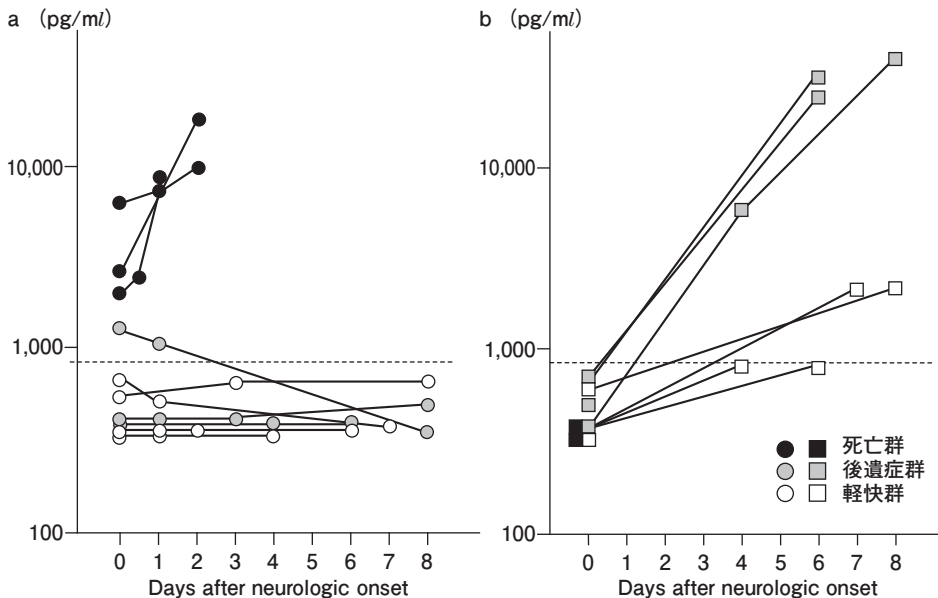 a (pg/ml)
10,000
1,000
100
0 1 2 3 4 5 6 7 8
Days after neurologic onset
b (pg/ml)
10,000
1,000
100
0 1 2 3 4 5 6 7 8
Days after neurologic onset
死亡群
後遺症群
軽快群